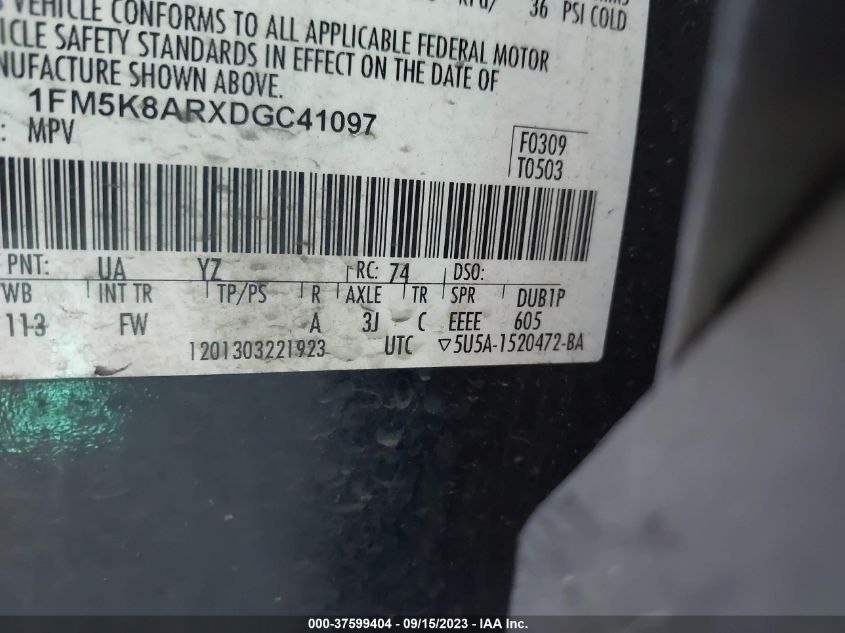 kPa/ 36 PSI COLD
VEHICLE CONFORMS TO ALL APPLICABLE FEDERAL MOTOR
ICLE SAFETY STANDARDS IN EFFECT ON THE DATE OF
NUFACTURE SHOWN ABOVE.
1FM5K8ARXDGC41097
: MPV
F0309
T0503
PNT: UA YZ RC: 74 DSO:
WB INT TR TP/PS R AXLE TR SPR DUB1P
113 FW A 3J C EEEE 605
1201303221923 UTC ▽5U5A-1520472-BA
000-37599404 - 09/15/2023 - IAA Inc.